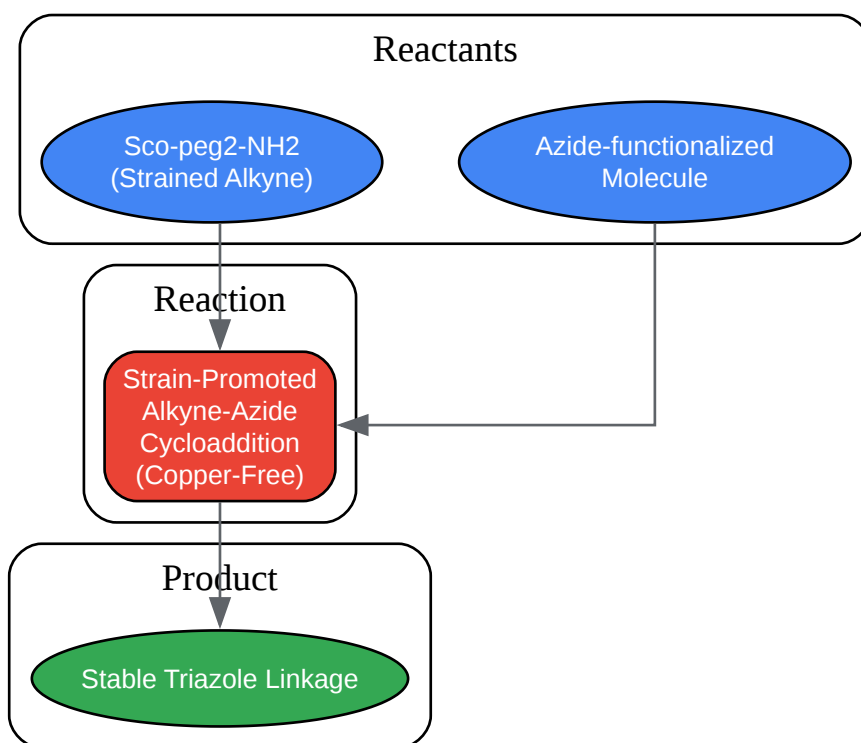 Reactants
Sco-peg2-NH2
(Strained Alkyne)
Azide-functionalized
Molecule
Reaction
Strain-Promoted
Alkyne-Azide
Cycloaddition
(Copper-Free)
Product
Stable Triazole Linkage